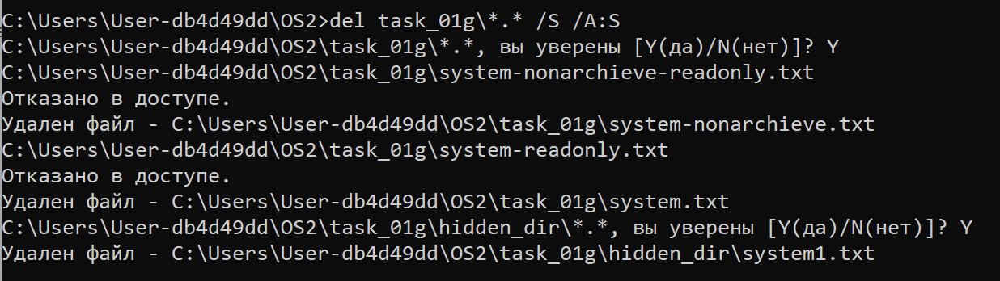 C:\Users\User-db4d49dd\OS2>del task_01g\*.* /S /A:S
C:\Users\User-db4d49dd\OS2\task_01g\*.*, вы уверены [Y(да)/N(нет)]? Y
C:\Users\User-db4d49dd\OS2\task_01g\system-nonarchieve-readonly.txt
Отказано в доступе.
Удален файл - C:\Users\User-db4d49dd\OS2\task_01g\system-nonarchieve.txt
C:\Users\User-db4d49dd\OS2\task_01g\system-readonly.txt
Отказано в доступе.
Удален файл - C:\Users\User-db4d49dd\OS2\task_01g\system.txt
C:\Users\User-db4d49dd\OS2\task_01g\hidden_dir\*.*, вы уверены [Y(да)/N(нет)]? Y
Удален файл - C:\Users\User-db4d49dd\OS2\task_01g\hidden_dir\system1.txt